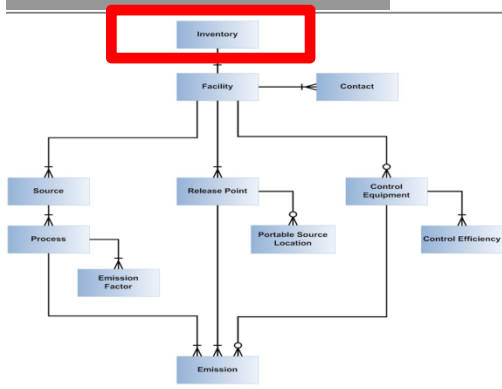 Inventory
Facility
Contact
Source
Release Point
Control
Equipment
Process
Portable Source
Location
Control Efficiency
Emission
Factor
Emission